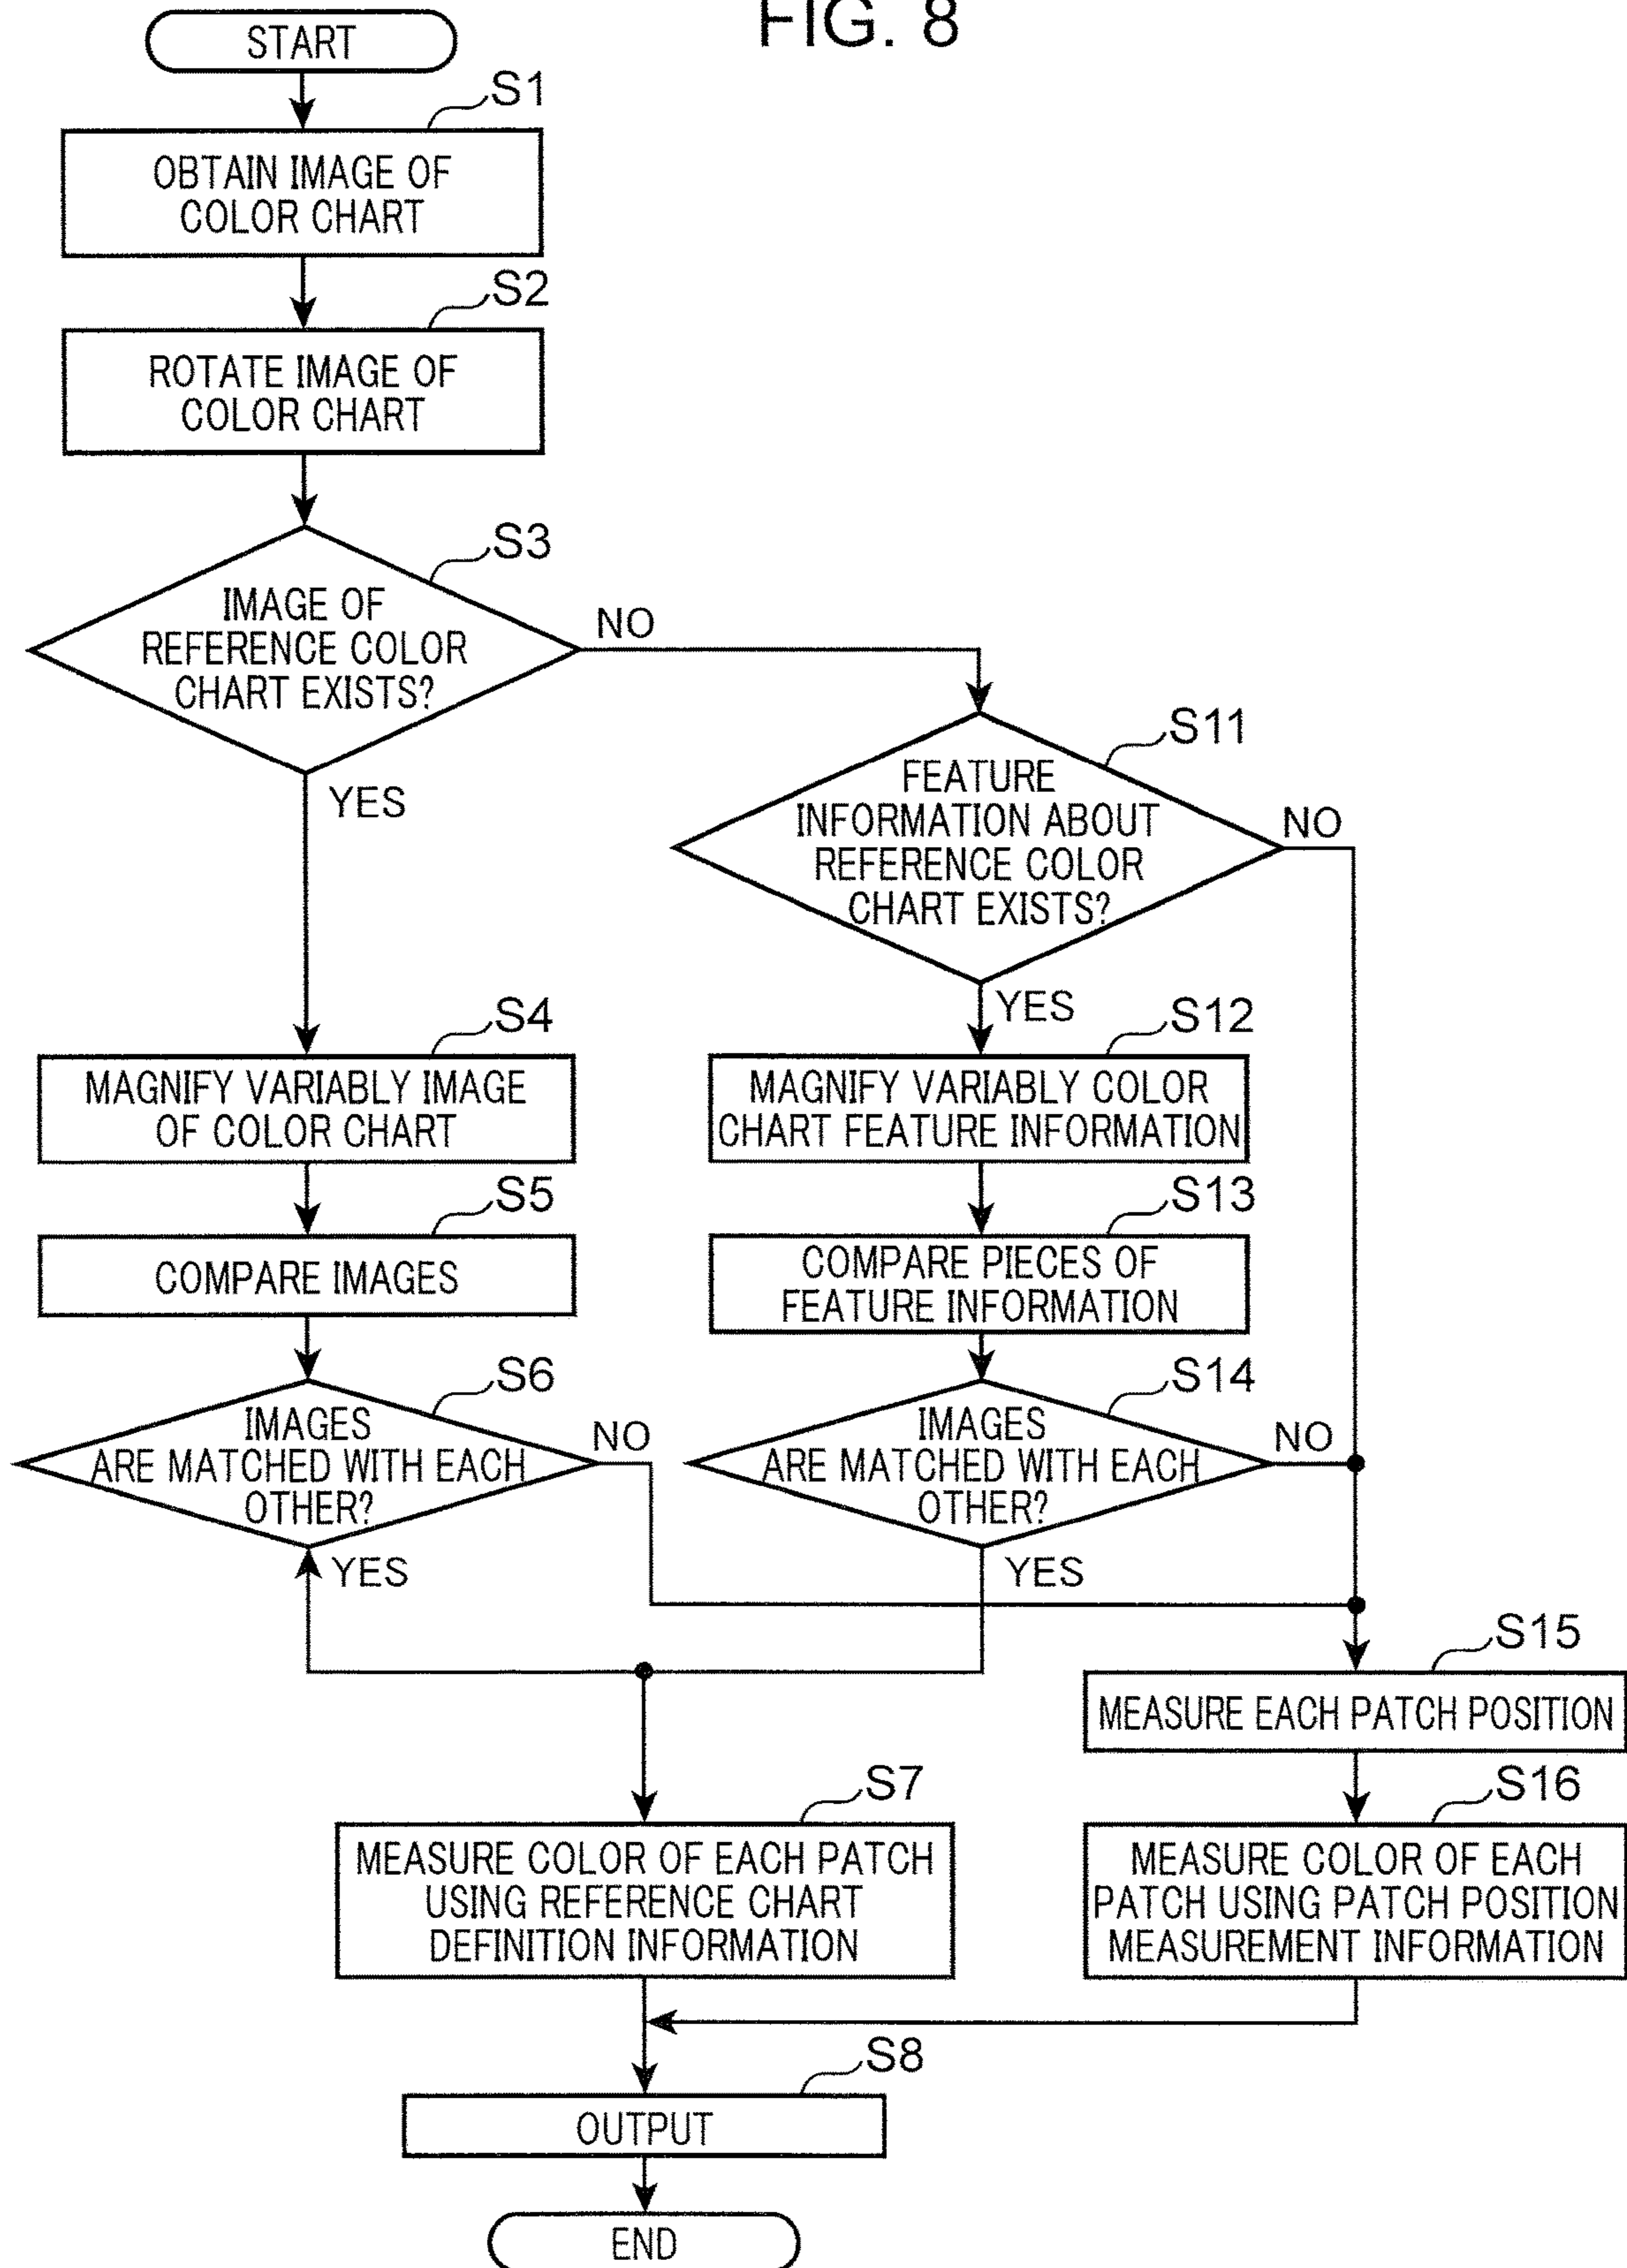 FIG. 8
START
S1
OBTAIN IMAGE OF
COLOR CHART
S2
ROTATE IMAGE OF
COLOR CHART
S3
IMAGE OF
REFERENCE COLOR
CHART EXISTS?
NO
YES
S11
FEATURE
INFORMATION ABOUT
REFERENCE COLOR
CHART EXISTS?
NO
YES
S4
MAGNIFY VARIABLY IMAGE
OF COLOR CHART
S12
MAGNIFY VARIABLY COLOR
CHART FEATURE INFORMATION
S5
COMPARE IMAGES
S13
COMPARE PIECES OF
FEATURE INFORMATION
S6
IMAGES
ARE MATCHED WITH EACH
OTHER?
NO
YES
S14
IMAGES
ARE MATCHED WITH EACH
OTHER?
NO
YES
S15
MEASURE EACH PATCH POSITION
S7
MEASURE COLOR OF EACH PATCH
USING REFERENCE CHART
DEFINITION INFORMATION
S16
MEASURE COLOR OF EACH
PATCH USING PATCH POSITION
MEASUREMENT INFORMATION
S8
OUTPUT
END